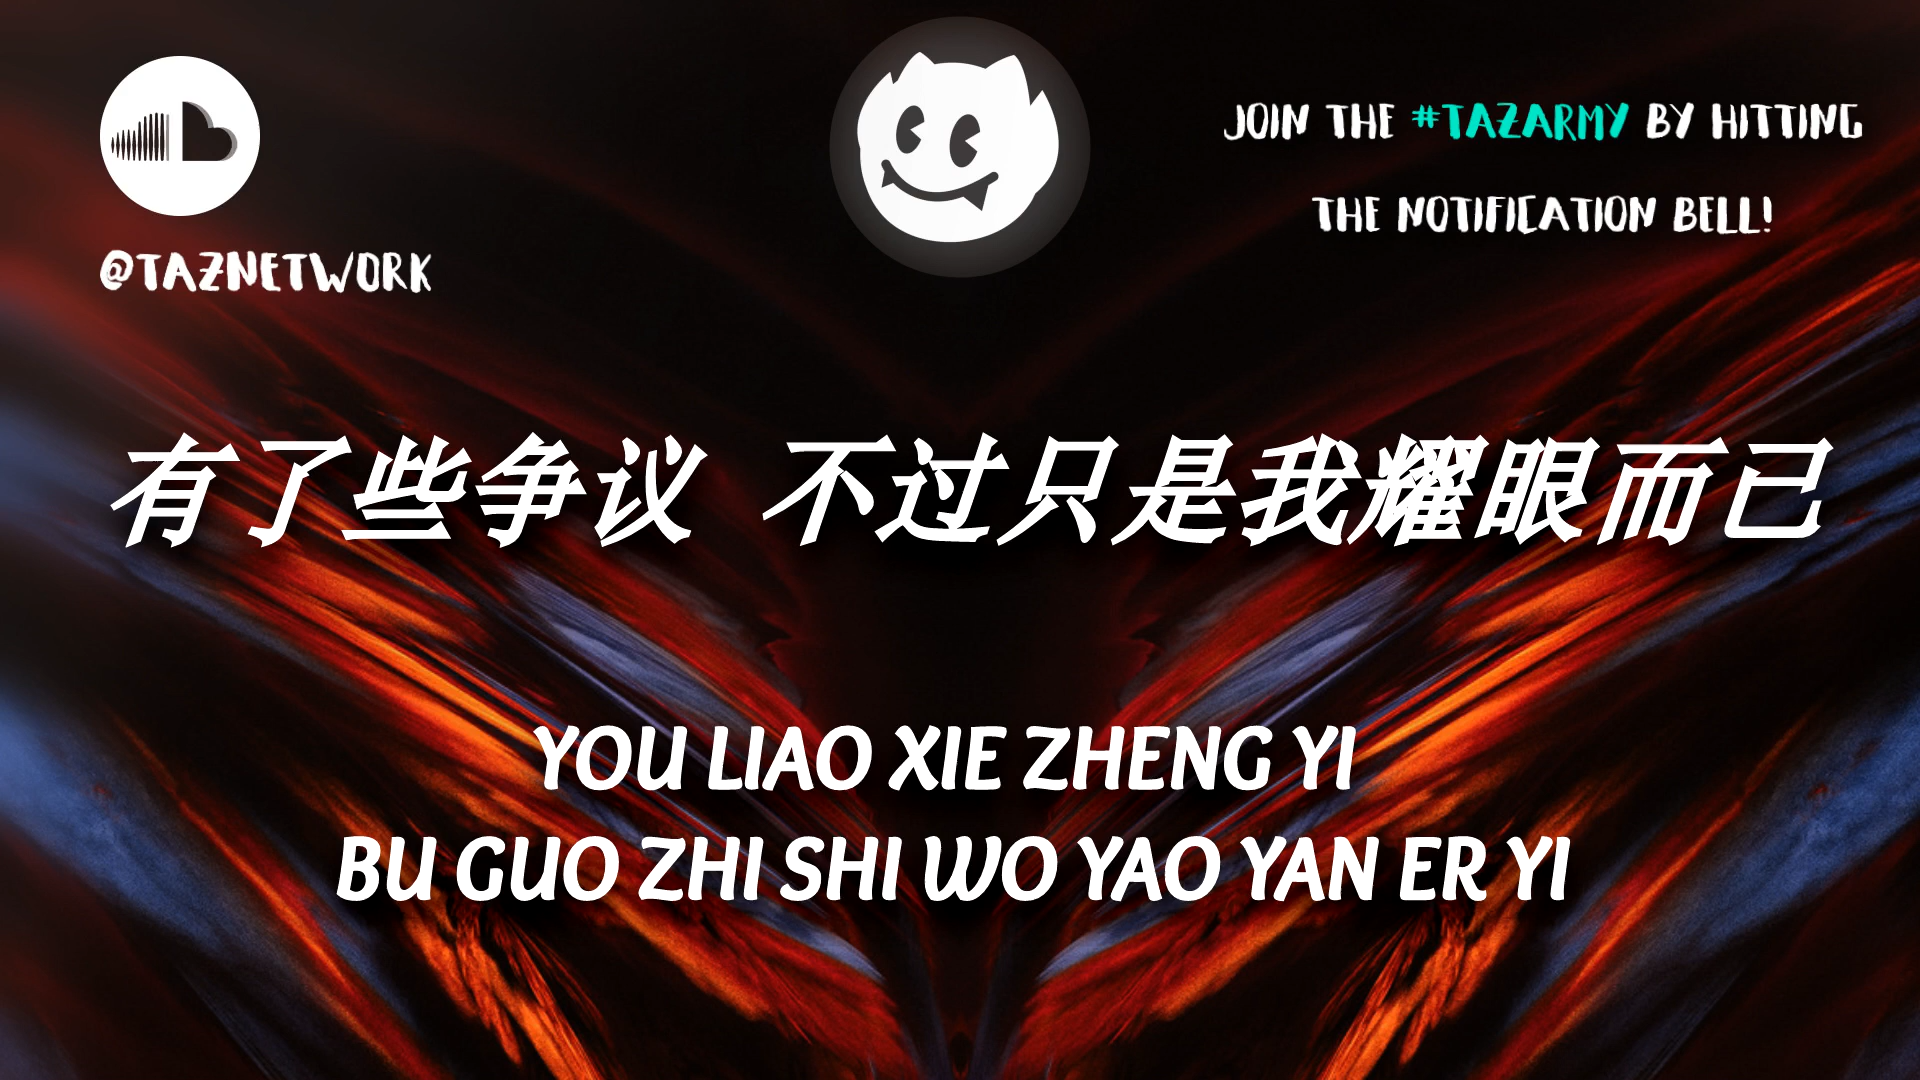 @TAZNETWORK
JOIN THE #TAZARMY BY HITTING
THE NOTIFICATION BELL!
有了些争议 不过只是我耀眼而已
YOU LIAO XIE ZHENG YI
BU GUO ZHI SHI WO YAO YAN ER YI